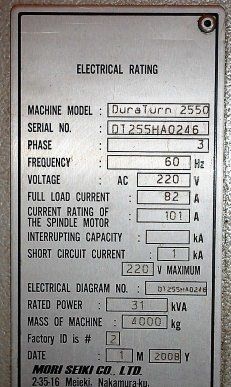 ELECTRICAL RATING
MACHINE MODEL : DuraTurn 2550
SERIAL NO. : DT255HA0246
PHASE : 3
FREQUENCY : 60 Hz
VOLTAGE : AC 220 V
FULL LOAD CURRENT : 82 A
CURRENT RATING OF
THE SPINDLE MOTOR : 101 A
INTERRUPTING CAPACITY : kA
SHORT CIRCUIT CURRENT : 1 kA
220 V MAXIMUM
ELECTRICAL DIAGRAM NO. : DT255HA0246
RATED POWER : 31 kVA
MASS OF MACHINE : 4000 kg
Factory ID is # 2
DATE : 1 M 2008 Y
MORI SEIKI CO., LTD.
2-35-16 Meieki, Nakamura-ku,